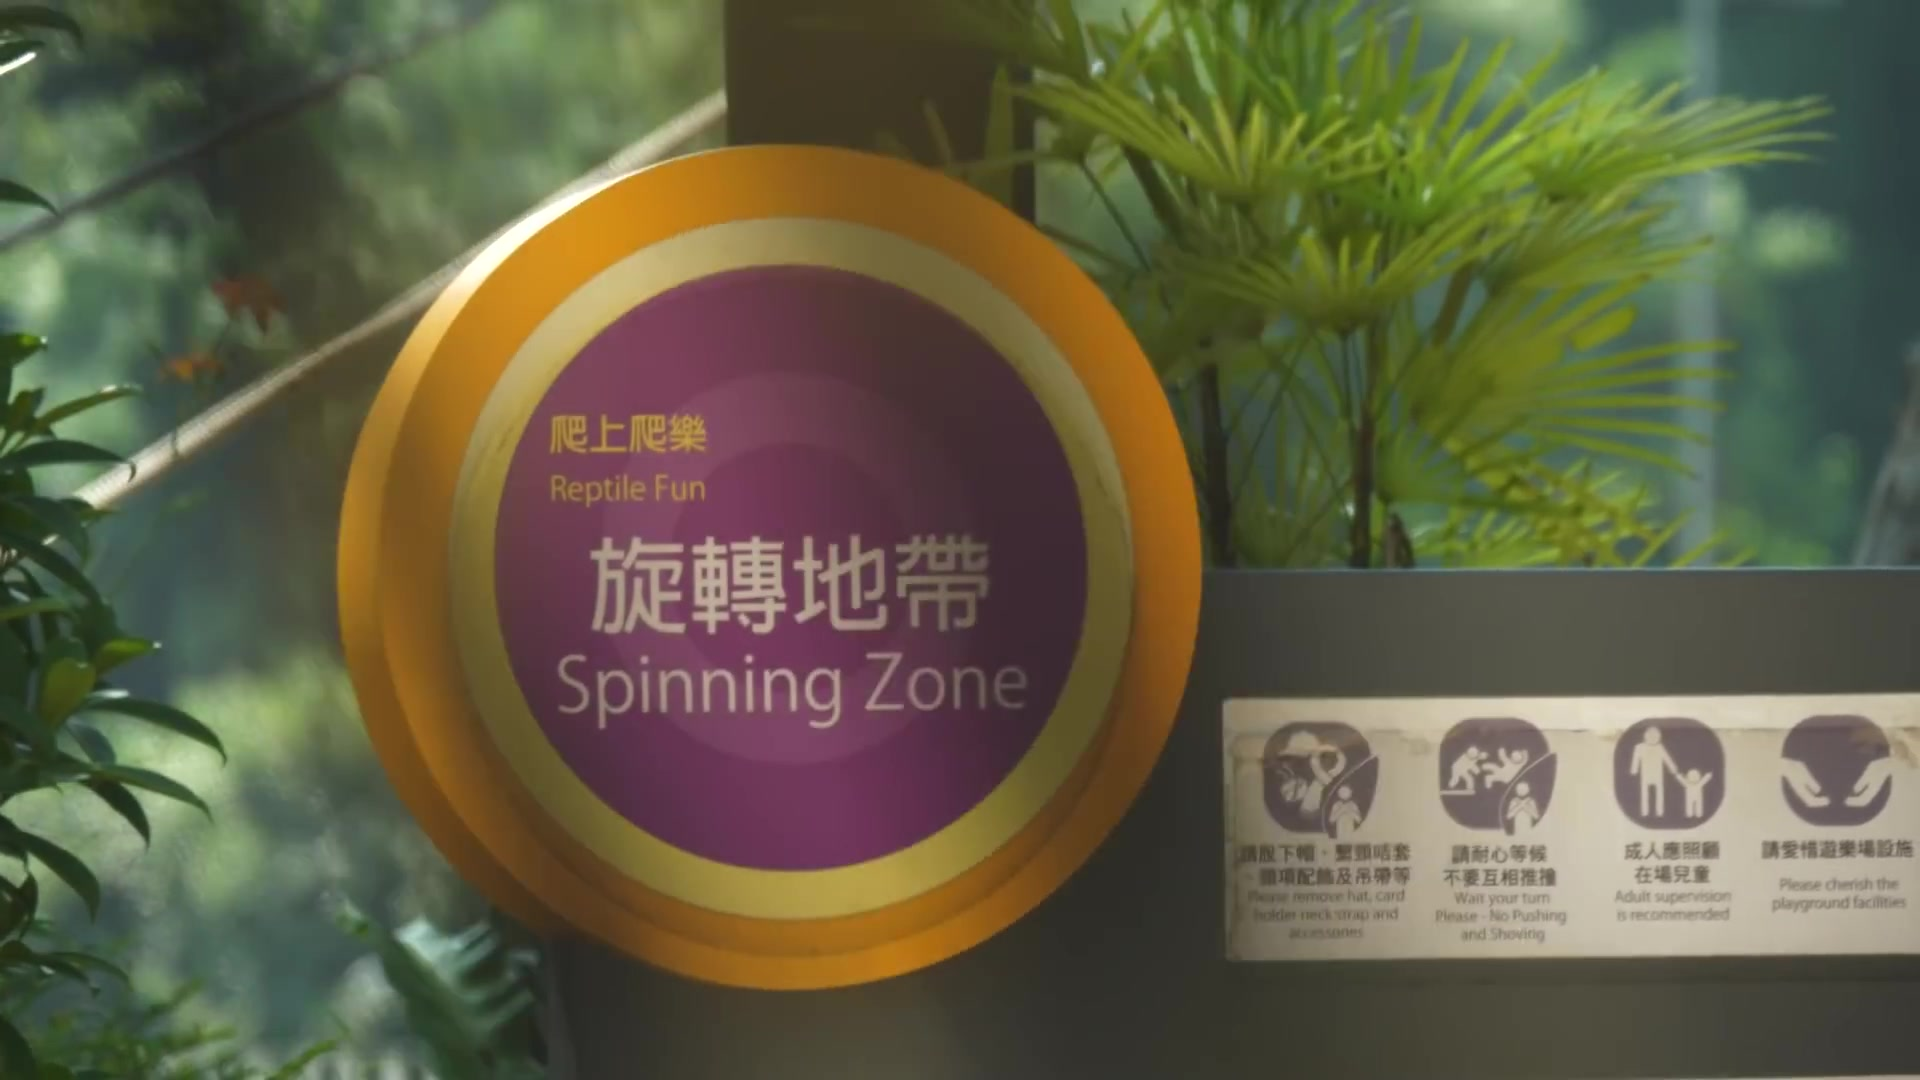 爬上爬樂
Reptile Fun
旋轉地帶
Spinning Zone
請脫下帽、繫頸咭套
頸項配飾及吊帶等
Please remove hat, card
holder neck strap and
accessories
請耐心等候
不要互相推撞
Wait your turn
Please - No Pushing
and Shoving
成人應照顧
在場兒童
Adult supervision
is recommended
請愛惜遊樂場設施
Please cherish the
playground facilities